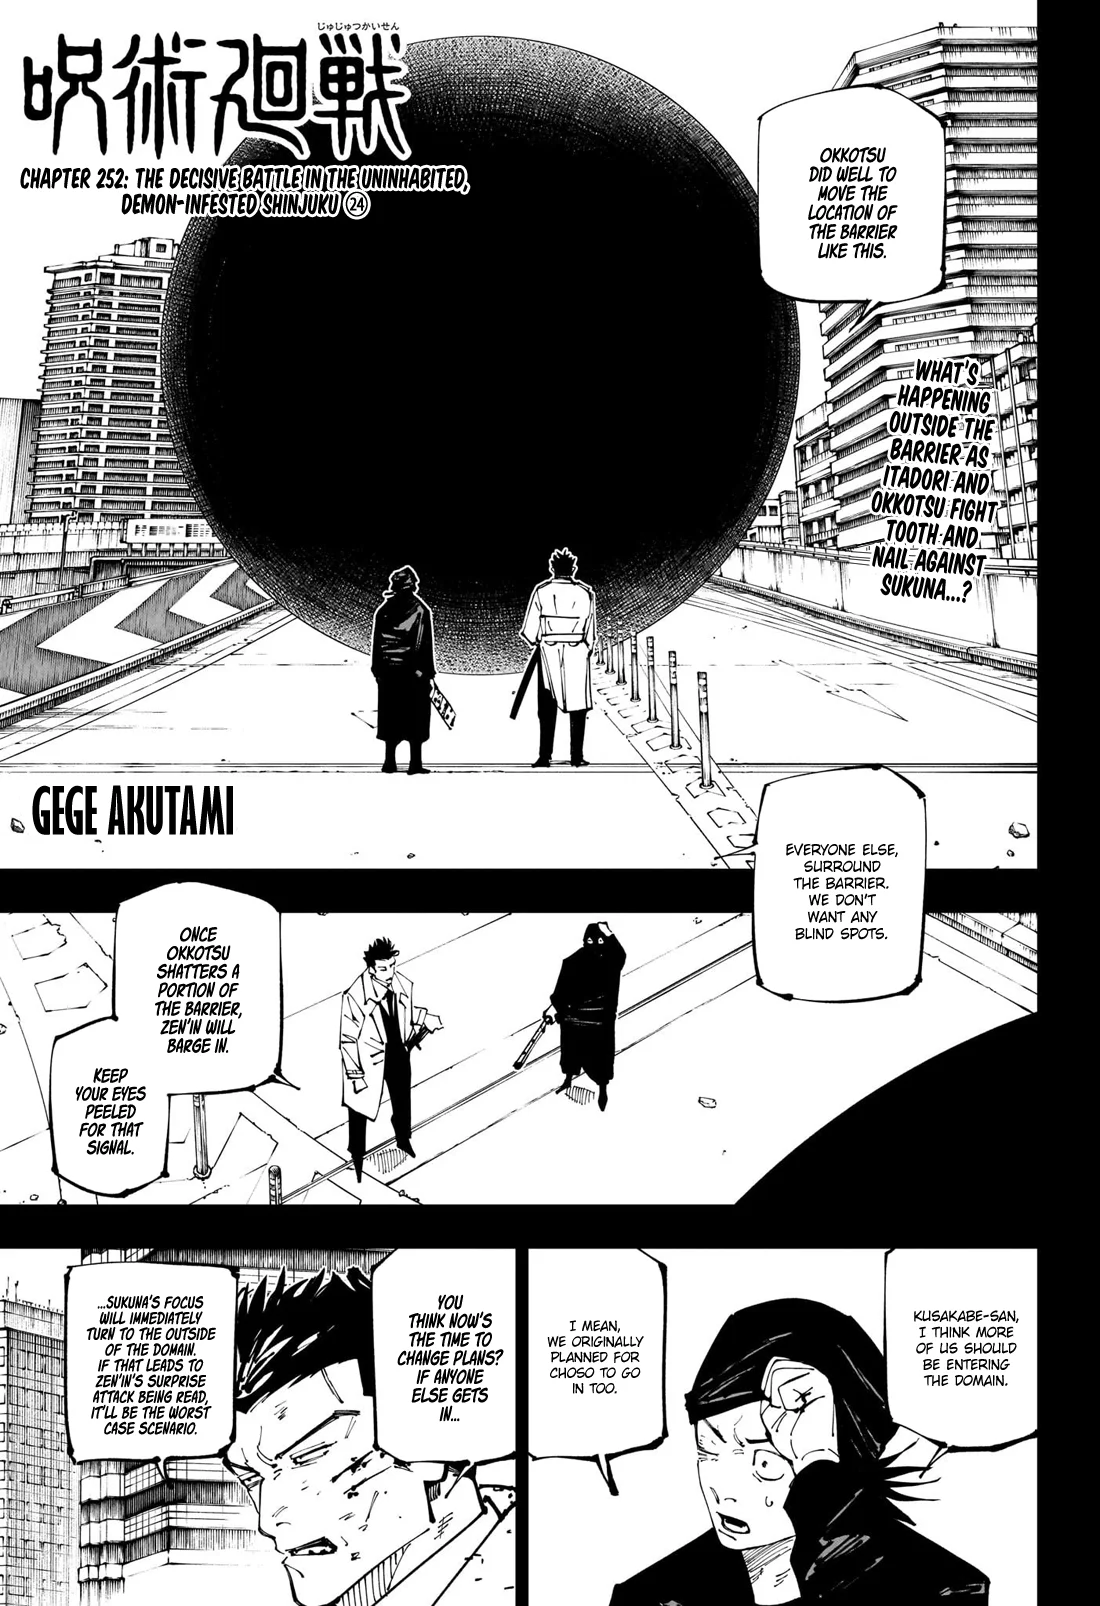 じゅじゅつかいせん
呪術廻戦
CHAPTER 252: THE DECISIVE BATTLE IN THE UNINHABITED,
DEMON-INFESTED SHINJUKU ㉔
OKKOTSU
DID WELL TO
MOVE THE
LOCATION OF
THE BARRIER
LIKE THIS.
WHAT'S
HAPPENING
OUTSIDE THE
BARRIER AS
ITADORI AND
OKKOTSU FIGHT
TOOTH AND
NAIL AGAINST
SUKUNA...?
GEGE AKUTAMI
EVERYONE ELSE,
SURROUND
THE BARRIER.
WE DON'T
WANT ANY
BLIND SPOTS.
ONCE
OKKOTSU
SHATTERS A
PORTION OF
THE BARRIER,
ZEN'IN WILL
BARGE IN.
KEEP
YOUR EYES
PEELED
FOR THAT
SIGNAL.
KUSAKABE-SAN,
I THINK MORE
OF US SHOULD
BE ENTERING
THE DOMAIN.
I MEAN,
WE ORIGINALLY
PLANNED FOR
CHOSO TO GO
IN TOO.
YOU
THINK NOW'S
THE TIME TO
CHANGE PLANS?
IF ANYONE
ELSE GETS
IN...
...SUKUNA'S FOCUS
WILL IMMEDIATELY
TURN TO THE OUTSIDE
OF THE DOMAIN.
IF THAT LEADS TO
ZEN'IN'S SURPRISE
ATTACK BEING READ,
IT'LL BE THE WORST
CASE SCENARIO.